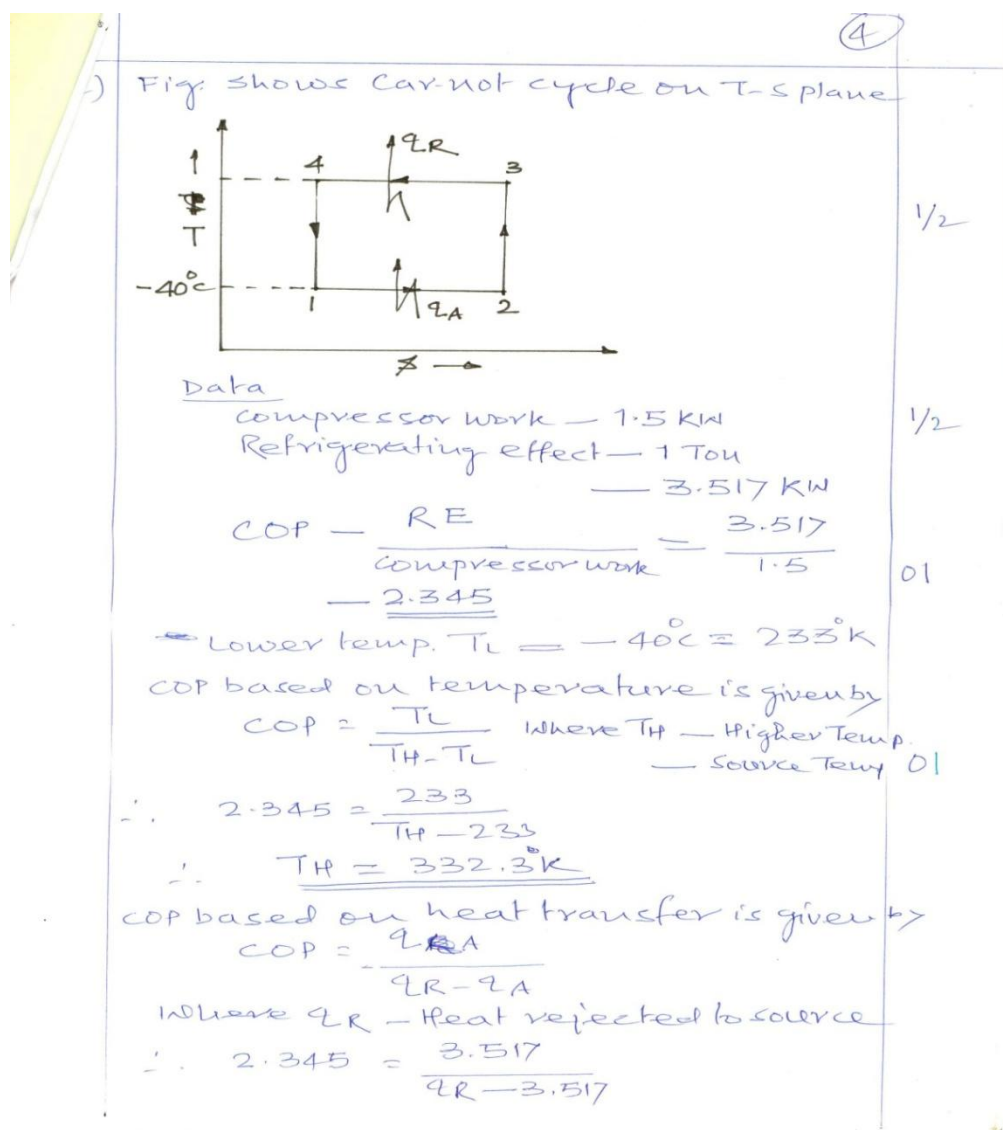 4
) Fig. shows Car-not cycle on T-s plane
qR
4 3
1/2
T
-40°c
1 qA 2
s
Data
compressor work — 1.5 KW 1/2
Refrigerating effect — 1 Ton
— 3.517 KW
COP — RE / compressor work = 3.517 / 1.5 01
— 2.345
Lower temp. TL = -40°c = 233°K
COP based on temperature is given by
COP = TL / TH - TL Where TH — Higher Temp.
— Source Temp 01
∴ 2.345 = 233 / TH — 233
∴ TH = 332.3°K
COP based on heat transfer is given by
COP = qA / qR - qA
Where qR — Heat rejected to source
∴ 2.345 = 3.517 / qR — 3.517